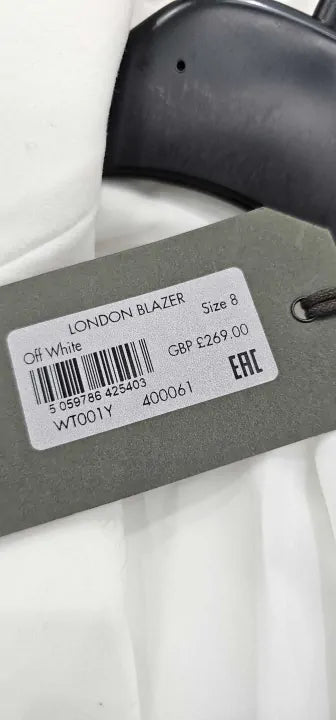 LONDON BLAZER
Off White
Size 8
GBP £269.00
5 059786 425403
EAC
WT001Y
400061